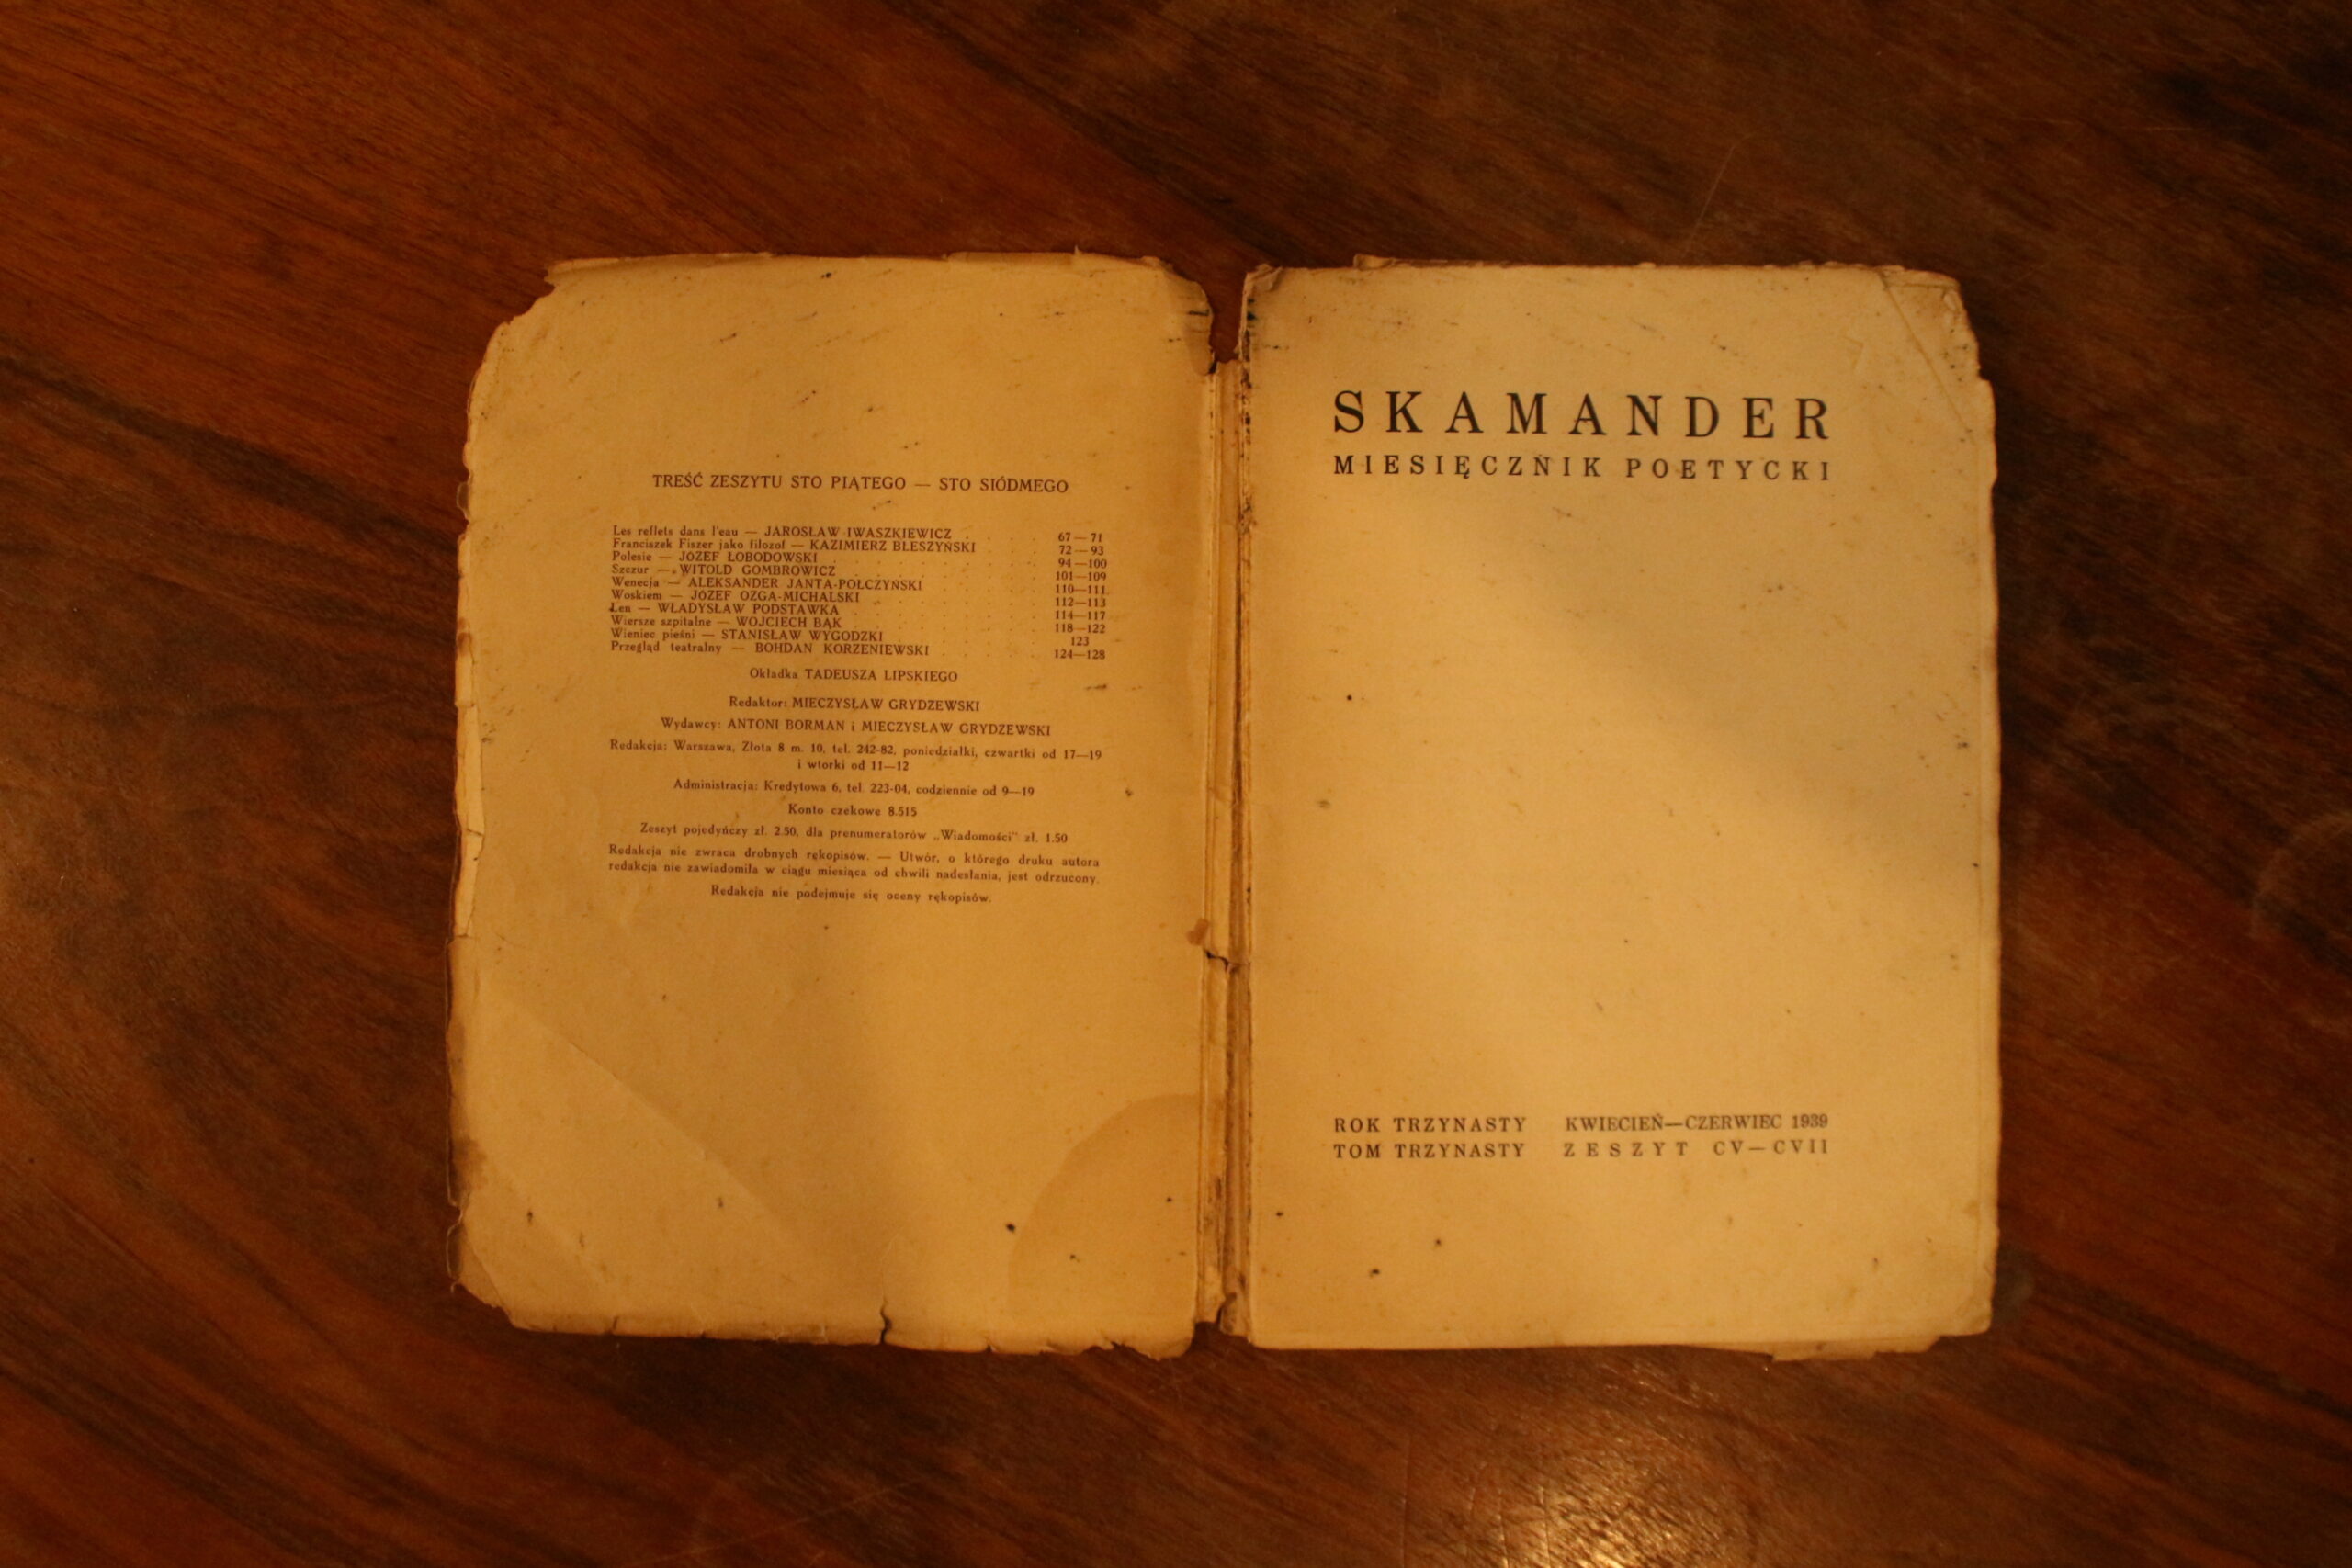 TREŚĆ ZESZYTU STO PIĄTEGO — STO SIÓDMEGO
Les reflets dans l'eau — JAROSŁAW IWASZKIEWICZ 67—71
Franciszek Fiszer jako filozof — KAZIMIERZ BŁESZYŃSKI 72—93
Polesie — JÓZEF ŁOBODOWSKI 94—100
Szczur — WITOLD GOMBROWICZ 101—109
Wenecja — ALEKSANDER JANTA-POŁCZYŃSKI 110—111
Woskiem — JÓZEF OZGA-MICHALSKI 112—113
Len — WŁADYSŁAW PODSTAWKA 114—117
Wiersze szpitalne — WOJCIECH BĄK 118—122
Wieniec pieśni — STANISŁAW WYGODZKI 123
Przegląd teatralny — BOHDAN KORZENIEWSKI 124—128
Okładka TADEUSZA LIPSKIEGO
Redaktor: MIECZYSŁAW GRYDZEWSKI
Wydawcy: ANTONI BORMAN i MIECZYSŁAW GRYDZEWSKI
Redakcja: Warszawa, Złota 8 m. 10, tel. 242-82, poniedziałki, czwartki od 17—19
i wtorki od 11—12
Administracja: Kredytowa 6, tel. 223-04, codziennie od 9—19
Konto czekowe 8.515
Zeszyt pojedyńczy zł. 2.50, dla prenumeratorów „Wiadomości" zł. 1.50
Redakcja nie zwraca drobnych rękopisów. — Utwór, o którego druku autora
redakcja nie zawiadomiła w ciągu miesiąca od chwili nadesłania, jest odrzucony.
Redakcja nie podejmuje się oceny rękopisów.
SKAMANDER
MIESIĘCZNIK POETYCKI
ROK TRZYNASTY KWIECIEŃ—CZERWIEC 1939
TOM TRZYNASTY ZESZYT CV—CVII